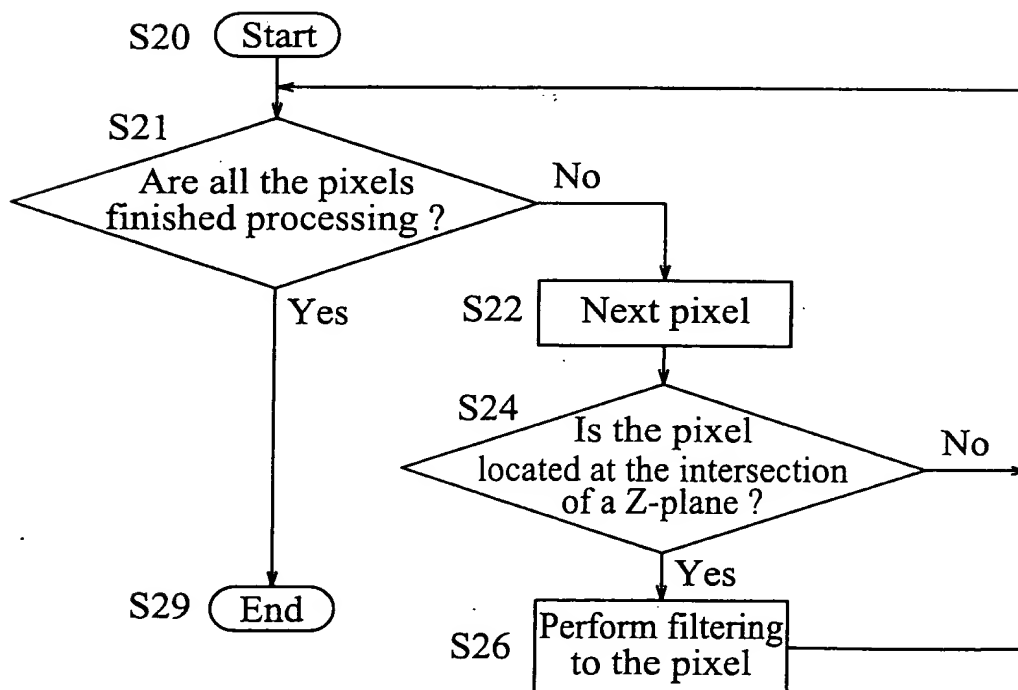 S20 Start
S21
Are all the pixels
finished processing ?
No
Yes
S22 Next pixel
S24
Is the pixel
located at the intersection
of a Z-plane ?
No
Yes
S29 End
S26
Perform filtering
to the pixel